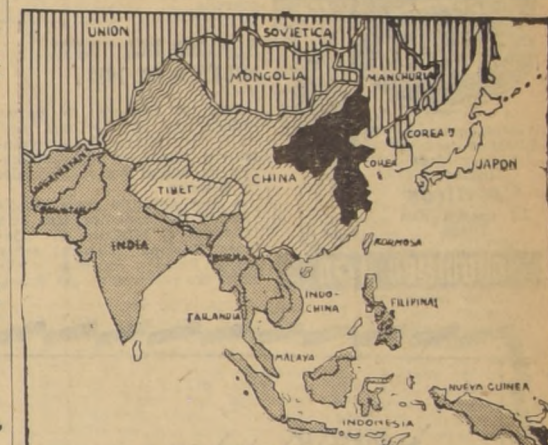 UNION
SOVIETICA
MONGOLIA
MANCHURIA
COREA
COREA
JAPON
CHINA
TIBET
INDIA
BURMA
FORMOSA
INDO-
CHINA
FILIPINAS
TAILANDIA
MALAYA
NUEVA GUINEA
INDONESIA